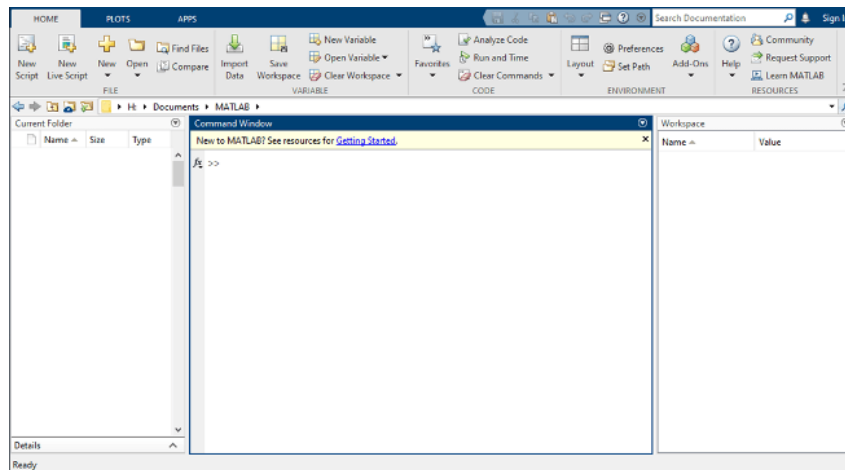 HOME PLOTS APPS Search Documentation Sign I
New Script New Live Script New Open Find Files Compare Import Data Save Workspace New Variable Open Variable Clear Workspace Favorites Analyze Code Run and Time Clear Commands Layout Preferences Set Path Add-Ons Help Community Request Support Learn MATLAB
FILE VARIABLE CODE ENVIRONMENT RESOURCES
H: Documents MATLAB
Current Folder Command Window Workspace
Name Size Type New to MATLAB? See resources for Getting Started. Name Value
fx >>
Details
Ready